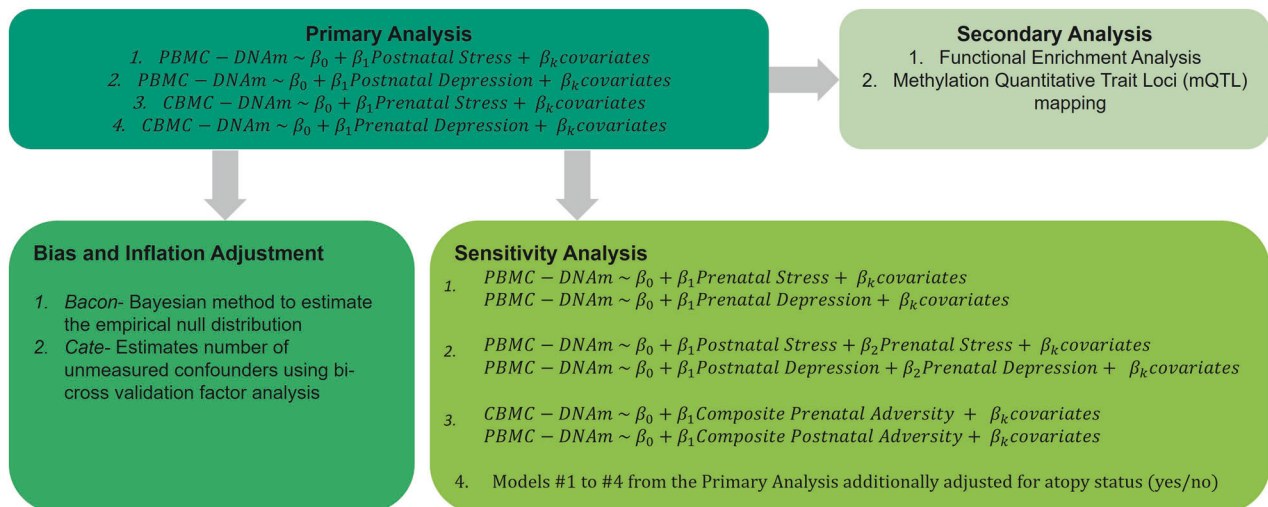 Primary Analysis
1. PBMC − DNAm ~ β₀ + β₁Postnatal Stress + βₖcovariates
2. PBMC − DNAm ~ β₀ + β₁Postnatal Depression + βₖcovariates
3. CBMC − DNAm ~ β₀ + β₁Prenatal Stress + βₖcovariates
4. CBMC − DNAm ~ β₀ + β₁Prenatal Depression + βₖcovariates
Secondary Analysis
1. Functional Enrichment Analysis
2. Methylation Quantitative Trait Loci (mQTL)
mapping
Bias and Inflation Adjustment
1. Bacon- Bayesian method to estimate
the empirical null distribution
2. Cate- Estimates number of
unmeasured confounders using bi-
cross validation factor analysis
Sensitivity Analysis
1. PBMC − DNAm ~ β₀ + β₁Prenatal Stress + βₖcovariates
PBMC − DNAm ~ β₀ + β₁Prenatal Depression + βₖcovariates
2. PBMC − DNAm ~ β₀ + β₁Postnatal Stress + β₂Prenatal Stress + βₖcovariates
PBMC − DNAm ~ β₀ + β₁Postnatal Depression + β₂Prenatal Depression + βₖcovariates
3. CBMC − DNAm ~ β₀ + β₁Composite Prenatal Adversity + βₖcovariates
PBMC − DNAm ~ β₀ + β₁Composite Postnatal Adversity + βₖcovariates
4. Models #1 to #4 from the Primary Analysis additionally adjusted for atopy status (yes/no)